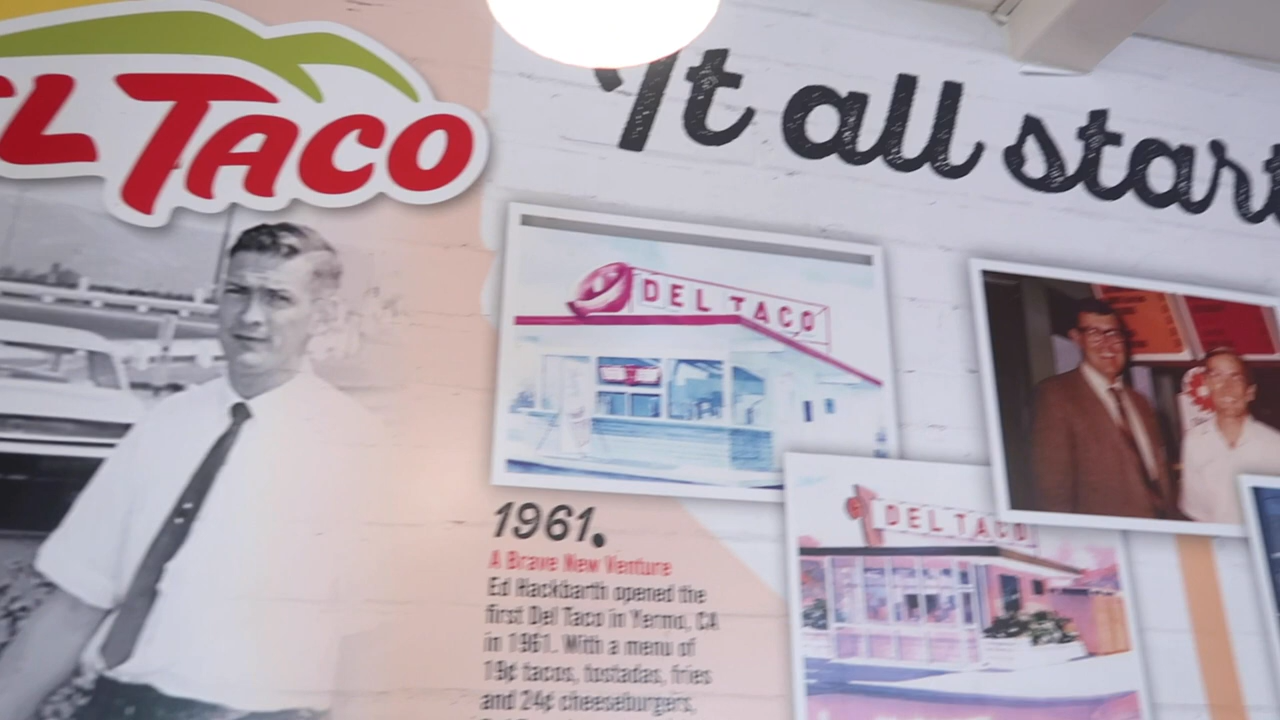 EL TACO
It all start
DEL TACO
DEL TACO
1961.
A Brave New Venture
Ed Hackbarth opened the
first Del Taco in Yermo, CA
in 1961. With a menu of
19¢ tacos, tostadas, fries
and 24¢ cheeseburgers,